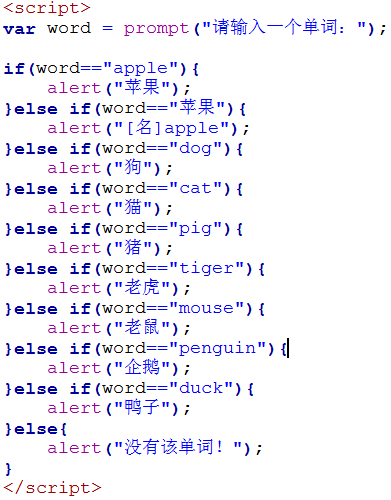 <script>
var word = prompt("请输入一个单词：");
if(word=="apple"){
alert("苹果");
}else if(word=="苹果"){
alert("[名]apple");
}else if(word=="dog"){
alert("狗");
}else if(word=="cat"){
alert("猫");
}else if(word=="pig"){
alert("猪");
}else if(word=="tiger"){
alert("老虎");
}else if(word=="mouse"){
alert("老鼠");
}else if(word=="penguin"){
alert("企鹅");
}else if(word=="duck"){
alert("鸭子");
}else{
alert("没有该单词！");
}
</script>